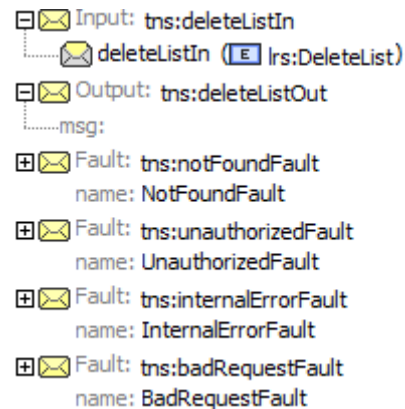 Input: tns:deleteListIn
deleteListIn (E lrs:DeleteList)
Output: tns:deleteListOut
msg:
Fault: tns:notFoundFault
name: NotFoundFault
Fault: tns:unauthorizedFault
name: UnauthorizedFault
Fault: tns:internalErrorFault
name: InternalErrorFault
Fault: tns:badRequestFault
name: BadRequestFault